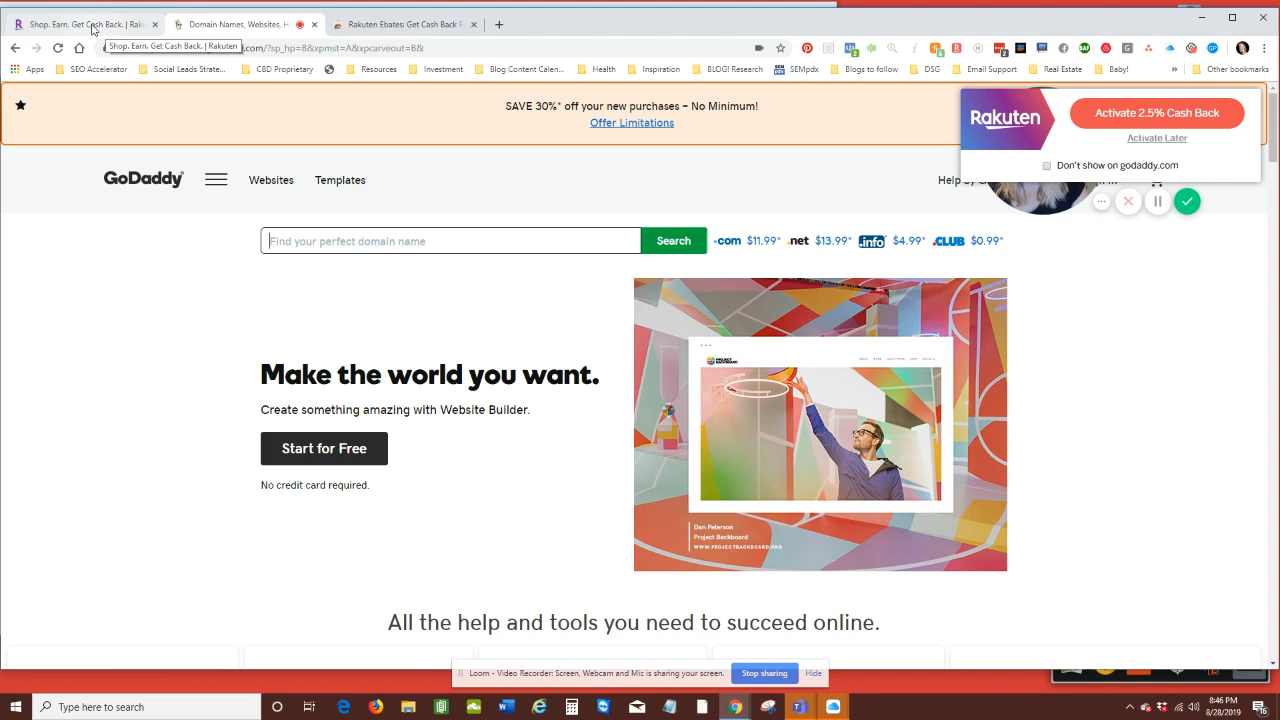 Shop. Earn. Get Cash Back. | Raku
Domain Names, Websites, H
Rakuten Ebates: Get Cash Back F
Shop. Earn. Get Cash Back. | Rakuten
.com/?sp_hp=B&xpmst=A&xpcarveout=B&
Apps
SEO Accelerator
Social Leads Strate...
CBD Proprietary
Resources
Investment
Blog Content Calen...
Health
Inspiration
BLOG! Research
SEMpdx
Blogs to follow
DSG
Email Support
Real Estate
Baby!
»
Other bookmarks
SAVE 30%* off your new purchases – No Minimum!
Offer Limitations
Rakuten
Activate 2.5% Cash Back
Activate Later
Don't show on godaddy.com
GoDaddy
Websites
Templates
Help
Find your perfect domain name
Search
.com $11.99*
.net $13.99*
.info $4.99*
.CLUB $0.99*
Make the world you want.
Create something amazing with Website Builder.
Start for Free
No credit card required.
PROJECT
BACKBOARD
Dan Peterson
Project Backboard
WWW.PROJECTBACKBOARD.ORG
All the help and tools you need to succeed online.
Loom - Video Recorder: Screen, Webcam and Mic is sharing your screen.
Stop sharing
Hide
Type here to search
8:46 PM
8/28/2019